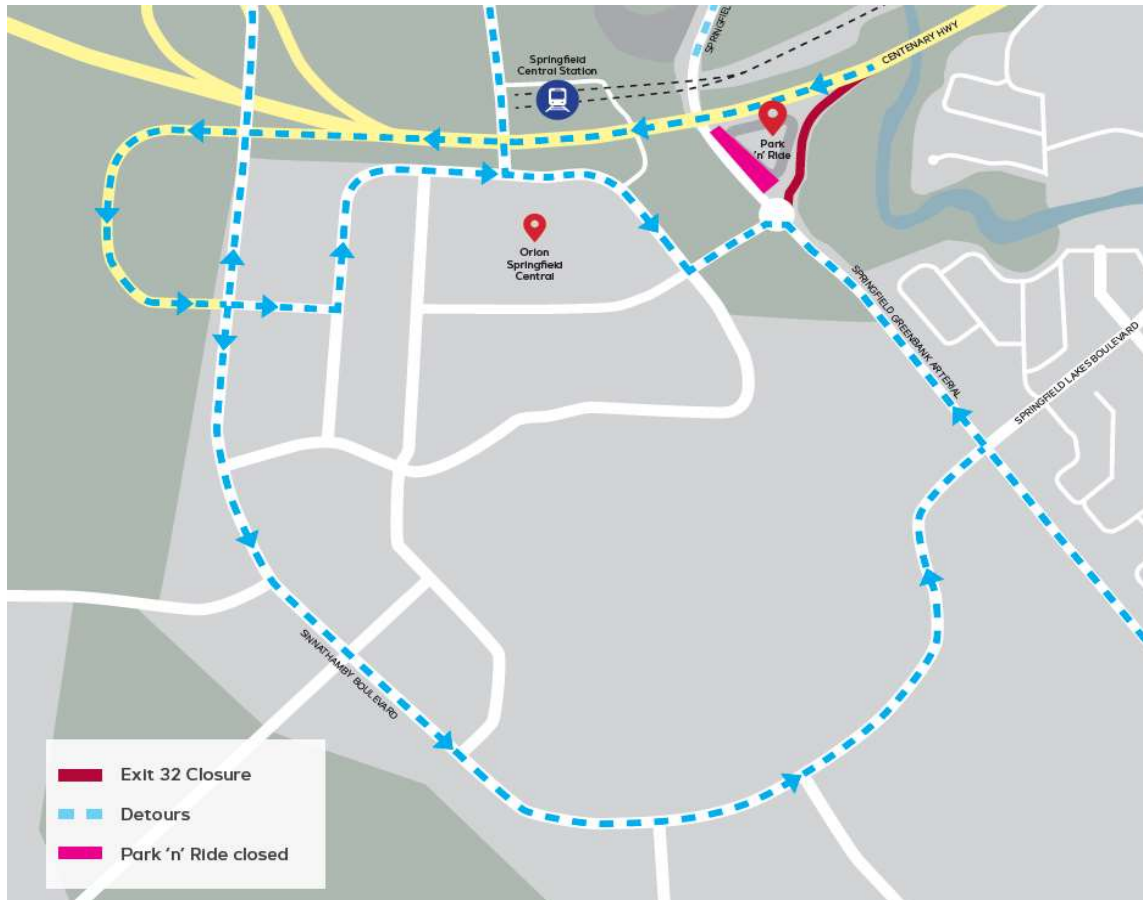 SPRINGFIEL
CENTENARY HWY
Springfield
Central Station
Park
'n' Ride
Orion
Springfield
Central
SPRINGFIELD GREENBANK ARTERIAL
SPRINGFIELD LAKES BOULEVARD
SINNATHAMBY BOULEVARD
Exit 32 Closure
Detours
Park ‘n’ Ride closed